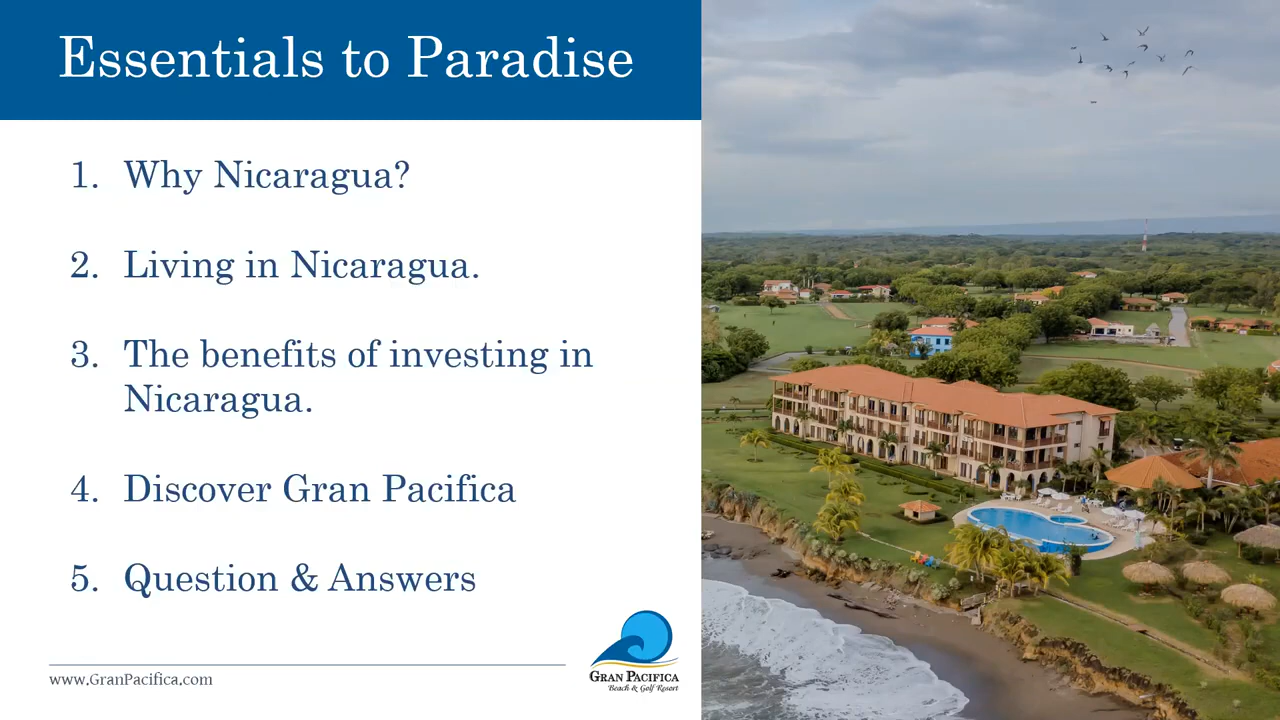 Essentials to Paradise
1. Why Nicaragua?
2. Living in Nicaragua.
3. The benefits of investing in
Nicaragua.
4. Discover Gran Pacifica
5. Question & Answers
www.GranPacifica.com
GRAN PACIFICA
Beach & Golf Resort